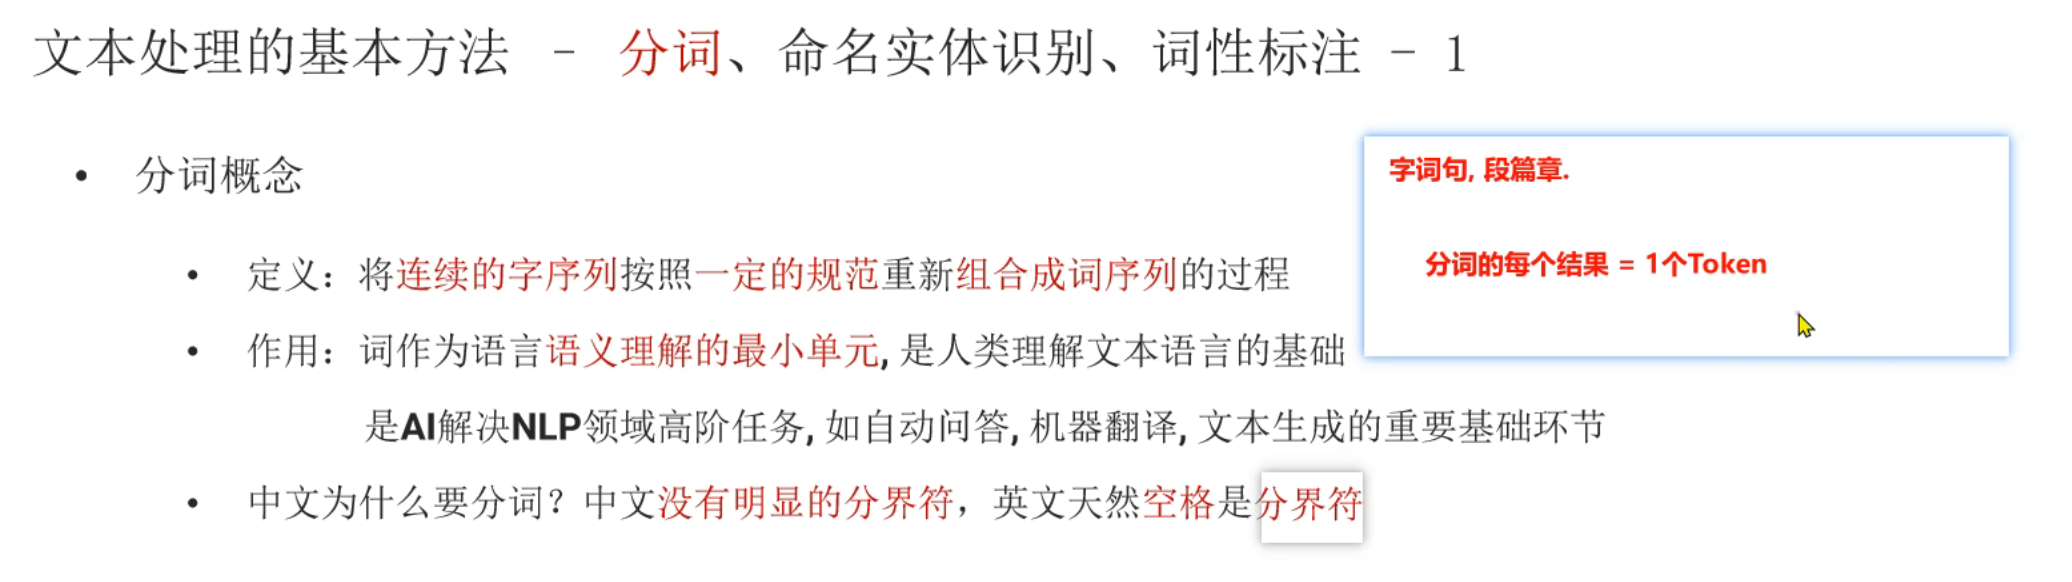 文本处理的基本方法 - 分词、命名实体识别、词性标注 - 1
• 分词概念
• 定义：将连续的字序列按照一定的规范重新组合成词序列的过程
• 作用：词作为语言语义理解的最小单元, 是人类理解文本语言的基础
是AI解决NLP领域高阶任务, 如自动问答, 机器翻译, 文本生成的重要基础环节
• 中文为什么要分词？中文没有明显的分界符，英文天然空格是分界符
字词句, 段篇章.
分词的每个结果 = 1个Token